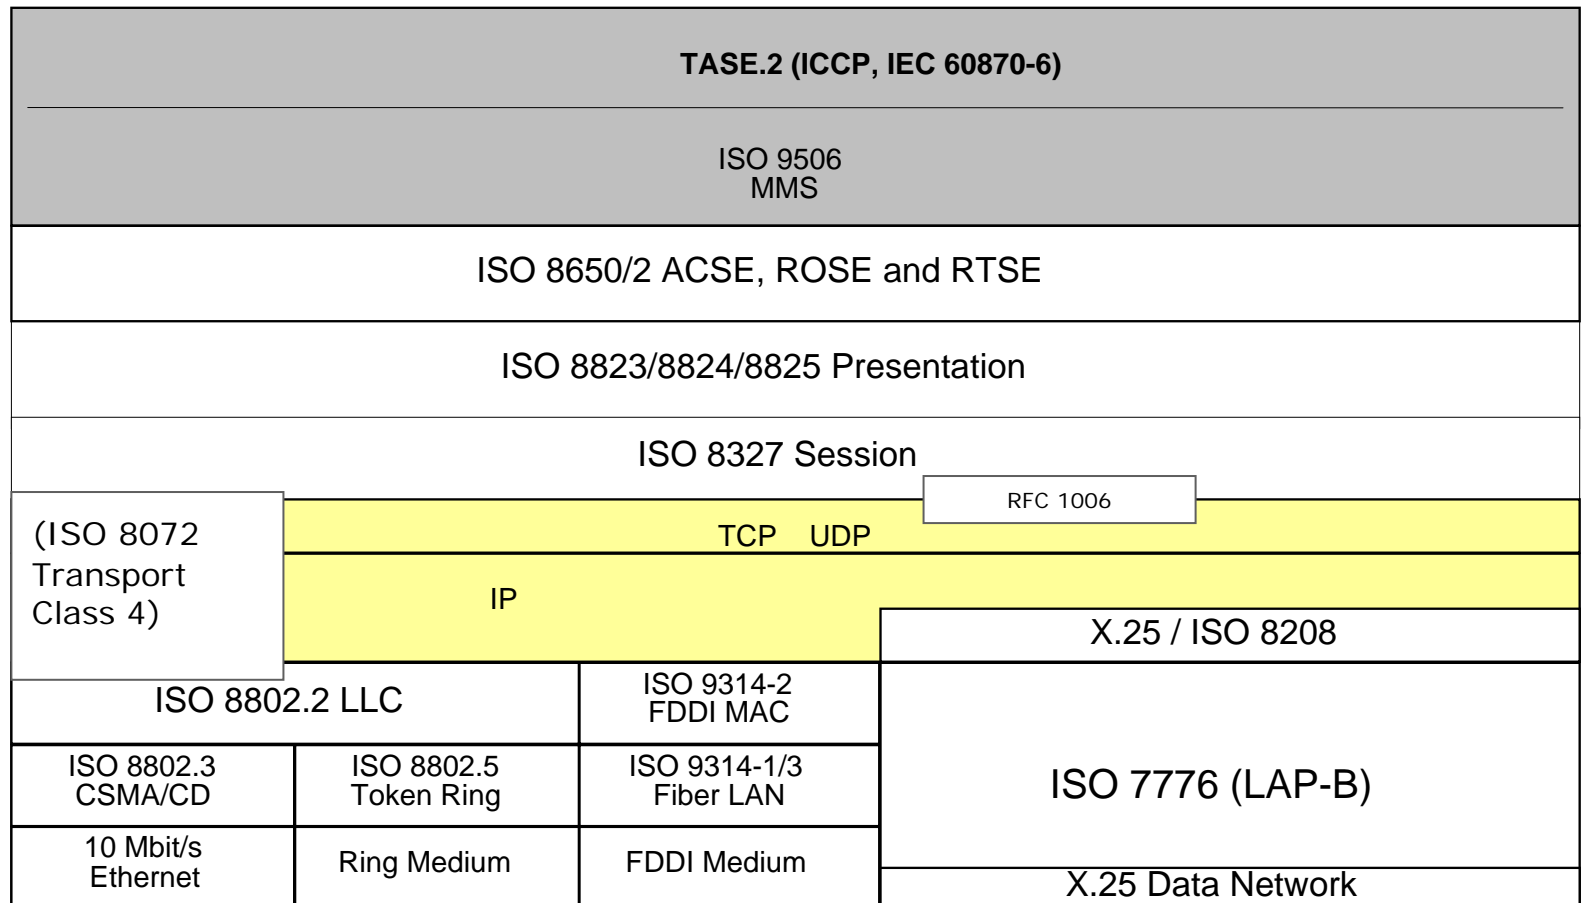 TASE.2 (ICCP, IEC 60870-6)
ISO 9506
MMS
ISO 8650/2 ACSE, ROSE and RTSE
ISO 8823/8824/8825 Presentation
ISO 8327 Session
RFC 1006
(ISO 8072
Transport
Class 4)
TCP UDP
IP
X.25 / ISO 8208
ISO 8802.2 LLC
ISO 9314-2
FDDI MAC
ISO 8802.3
CSMA/CD
ISO 8802.5
Token Ring
ISO 9314-1/3
Fiber LAN
ISO 7776 (LAP-B)
10 Mbit/s
Ethernet
Ring Medium
FDDI Medium
X.25 Data Network